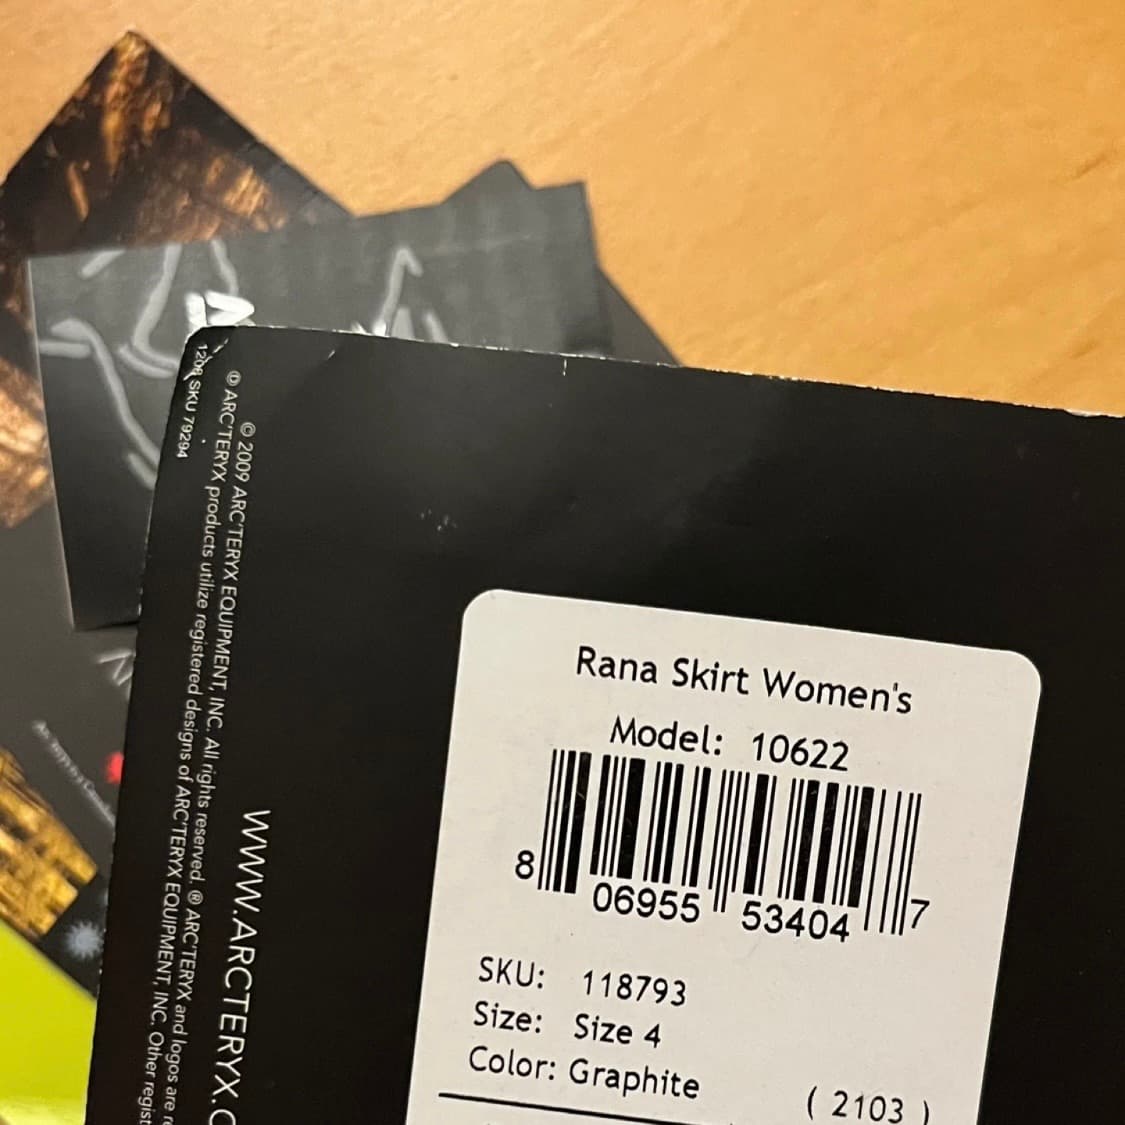 1208 SKU 79294
© 2009 ARC'TERYX EQUIPMENT, INC. All rights reserved. ® ARC'TERYX and logos are
© ARC'TERYX products utilize registered designs of ARC'TERYX EQUIPMENT, INC. Other regist
WWW.ARCTERYX.C
Rana Skirt Women's
Model: 10622
8 06955 53404 7
SKU: 118793
Size: Size 4
Color: Graphite
( 2103 )